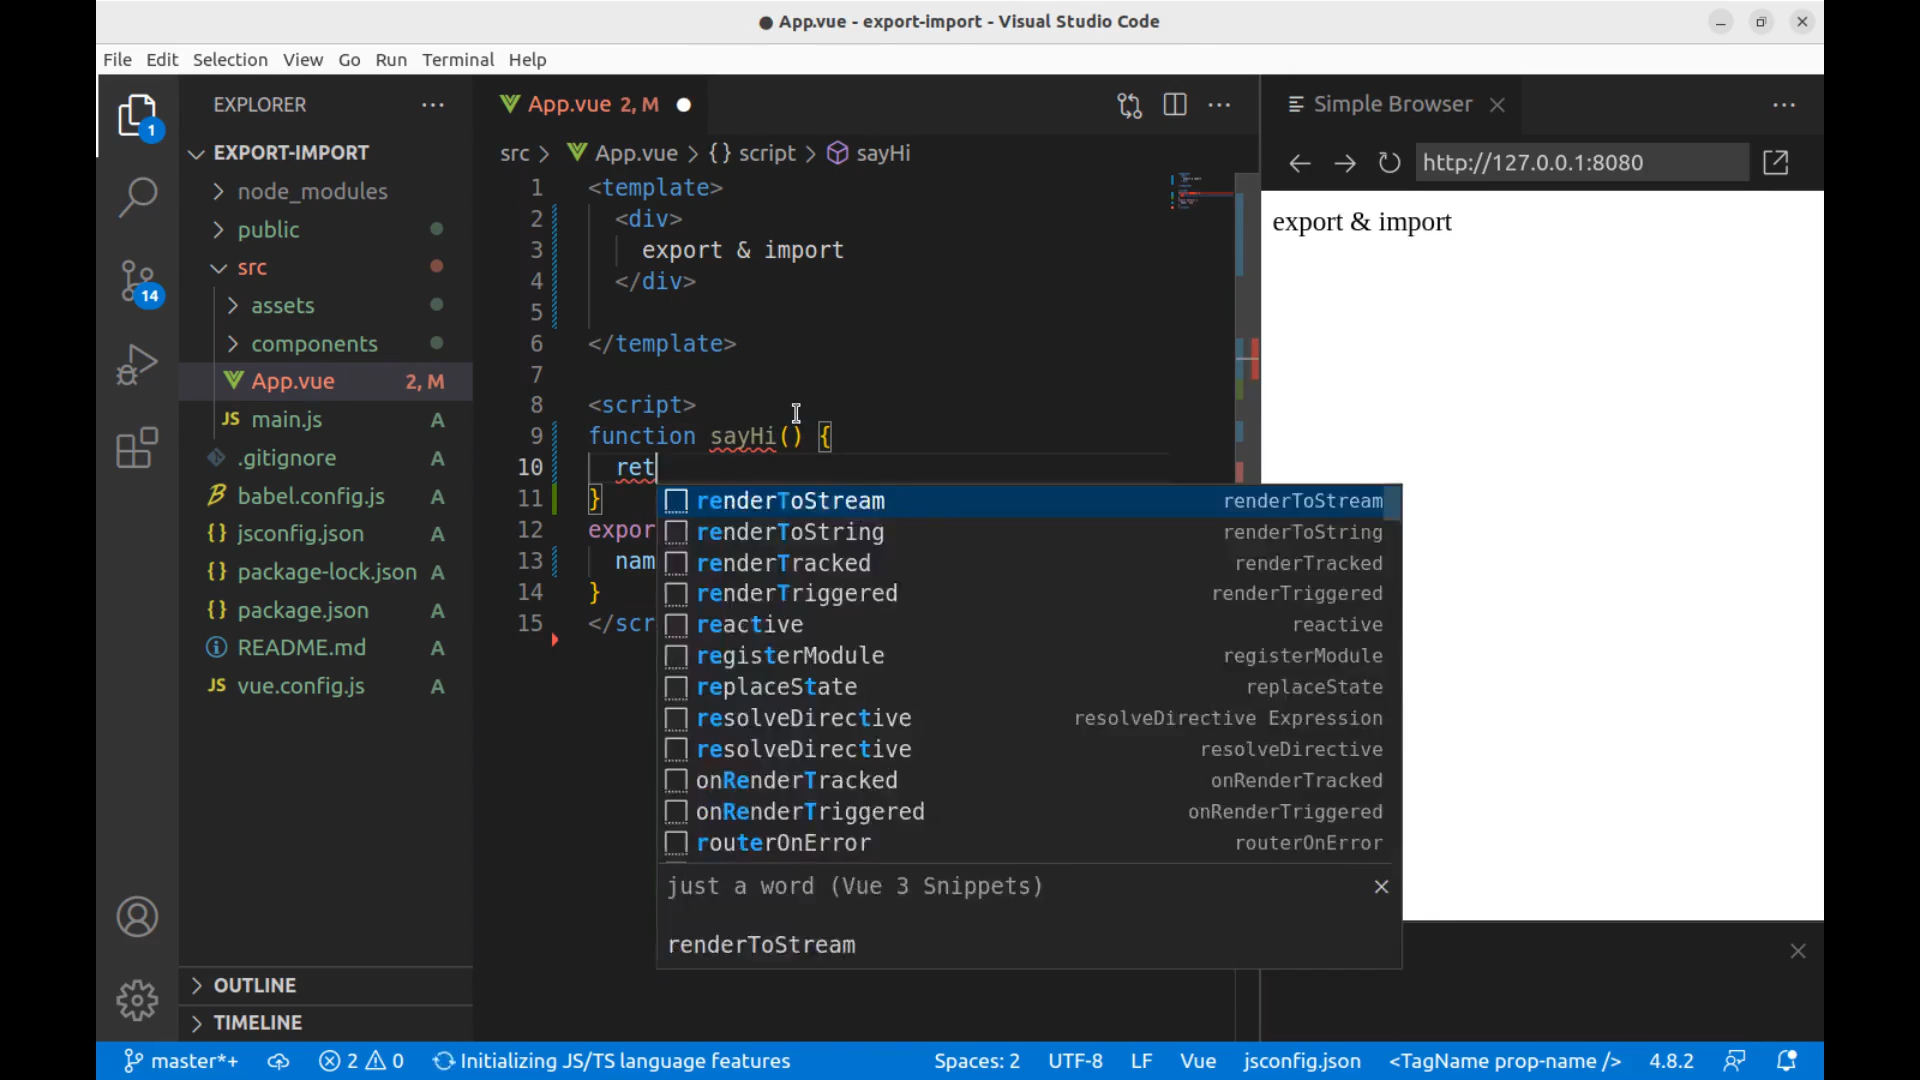 ● App.vue - export-import - Visual Studio Code
File Edit Selection View Go Run Terminal Help
EXPLORER ···
EXPORT-IMPORT
node_modules
public
src
assets
components
App.vue 2, M
JS main.js A
.gitignore A
babel.config.js A
{} jsconfig.json A
{} package-lock.json A
{} package.json A
README.md A
JS vue.config.js A
OUTLINE
TIMELINE
1
14
App.vue 2, M ●
src > App.vue > {} script > sayHi
1 <template>
2 <div>
3 export & import
4 </div>
5
6 </template>
7
8 <script>
9 function sayHi() {
10 ret
11 }
12 expor
13 nam
14 }
15 </scr
renderToStream renderToStream
renderToString renderToString
renderTracked renderTracked
renderTriggered renderTriggered
reactive reactive
registerModule registerModule
replaceState replaceState
resolveDirective resolveDirective Expression
resolveDirective resolveDirective
onRenderTracked onRenderTracked
onRenderTriggered onRenderTriggered
routerOnError routerOnError
just a word (Vue 3 Snippets)
renderToStream
Simple Browser
http://127.0.0.1:8080
export & import
master*+ 2 0 Initializing JS/TS language features Spaces: 2 UTF-8 LF Vue jsconfig.json <TagName prop-name /> 4.8.2